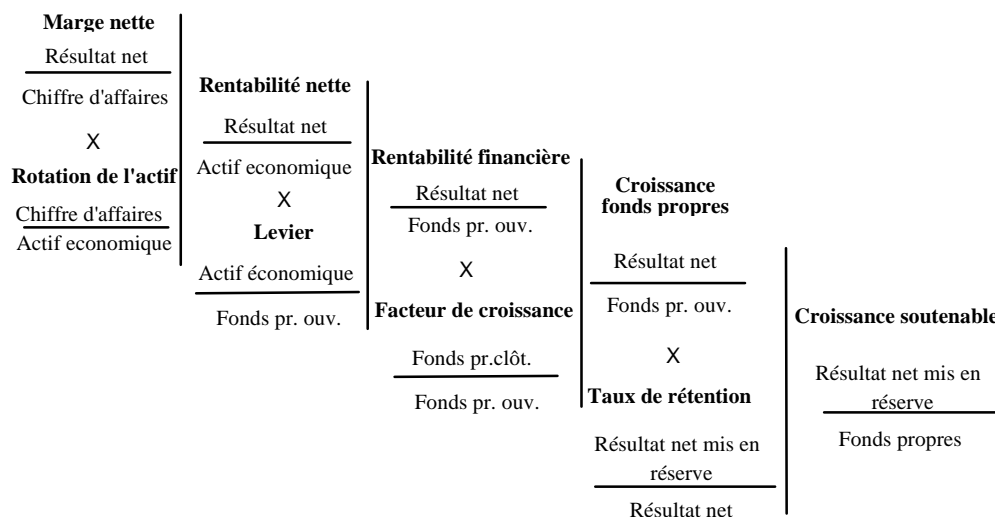 Marge nette
Résultat net
Chiffre d'affaires
X
Rotation de l'actif
Chiffre d'affaires
Actif economique
Rentabilité nette
Résultat net
Actif economique
X
Levier
Actif économique
Fonds pr. ouv.
Rentabilité financière
Résultat net
Fonds pr. ouv.
X
Facteur de croissance
Fonds pr.clôt.
Fonds pr. ouv.
Croissance
fonds propres
Résultat net
Fonds pr. ouv.
X
Taux de rétention
Résultat net mis en
réserve
Résultat net
Croissance soutenable
Résultat net mis en
réserve
Fonds propres